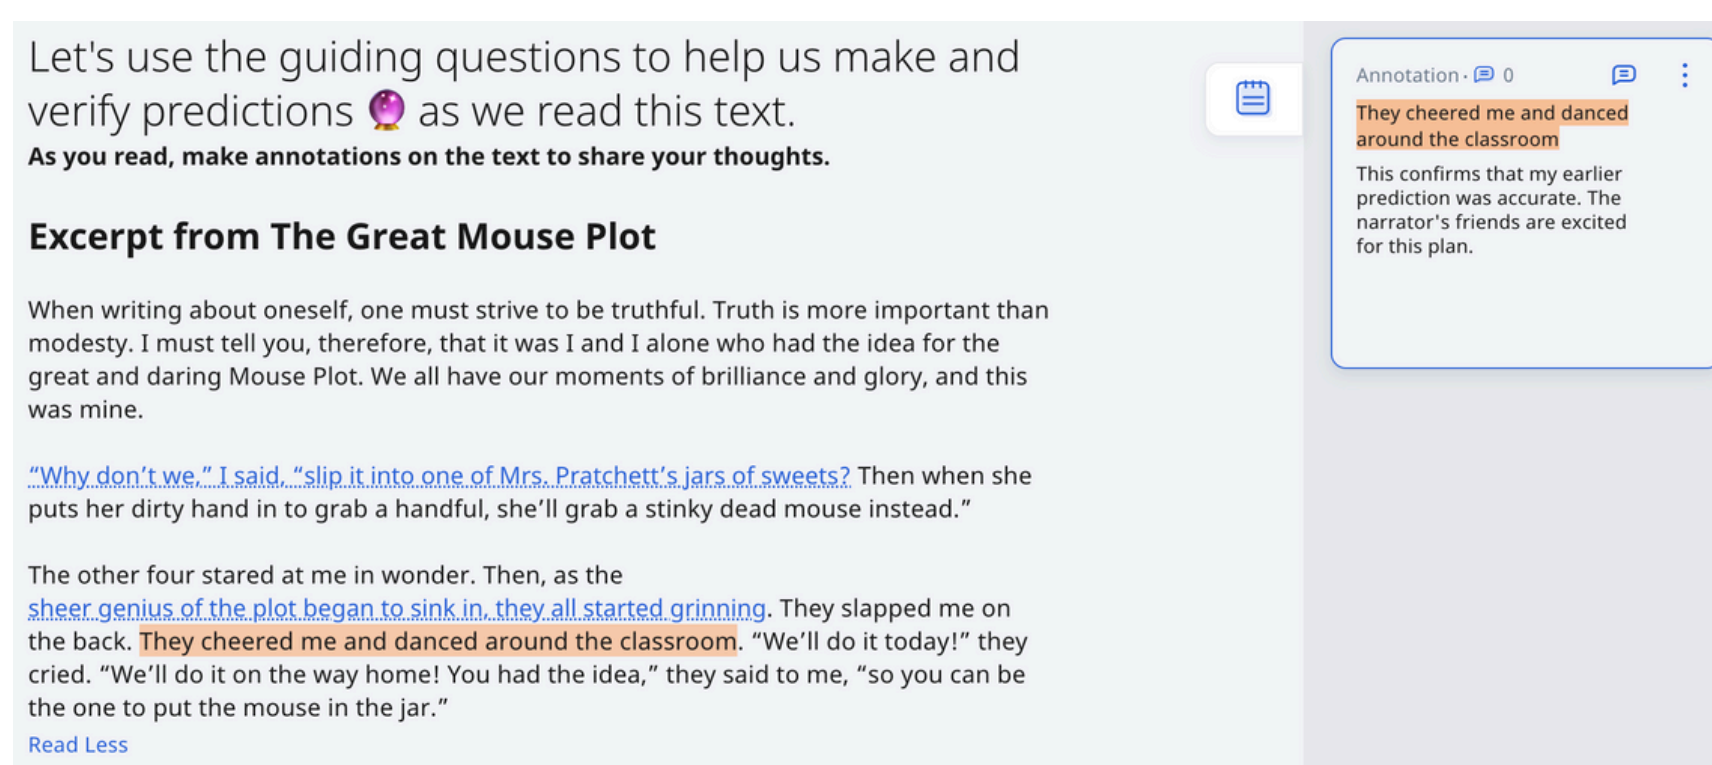 Let's use the guiding questions to help us make and
verify predictions 🔮 as we read this text.
As you read, make annotations on the text to share your thoughts.
Excerpt from The Great Mouse Plot
When writing about oneself, one must strive to be truthful. Truth is more important than
modesty. I must tell you, therefore, that it was I and I alone who had the idea for the
great and daring Mouse Plot. We all have our moments of brilliance and glory, and this
was mine.
“Why don’t we,” I said, “slip it into one of Mrs. Pratchett’s jars of sweets? Then when she
puts her dirty hand in to grab a handful, she’ll grab a stinky dead mouse instead.”
The other four stared at me in wonder. Then, as the
sheer genius of the plot began to sink in, they all started grinning. They slapped me on
the back. They cheered me and danced around the classroom. “We’ll do it today!” they
cried. “We’ll do it on the way home! You had the idea,” they said to me, “so you can be
the one to put the mouse in the jar.”
Read Less
Annotation · 0
They cheered me and danced
around the classroom
This confirms that my earlier
prediction was accurate. The
narrator's friends are excited
for this plan.